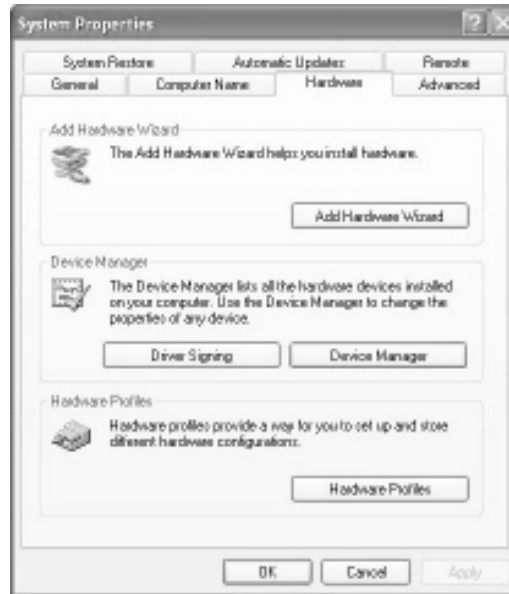 System Properties
System Restore Automatic Updates Remote
General Computer Name Hardware Advanced
Add Hardware Wizard
The Add Hardware Wizard helps you install hardware.
Add Hardware Wizard
Device Manager
The Device Manager lists all the hardware devices installed
on your computer. Use the Device Manager to change the
properties of any device.
Driver Signing Device Manager
Hardware Profiles
Hardware profiles provide a way for you to set up and store
different hardware configurations.
Hardware Profiles
OK Cancel Apply